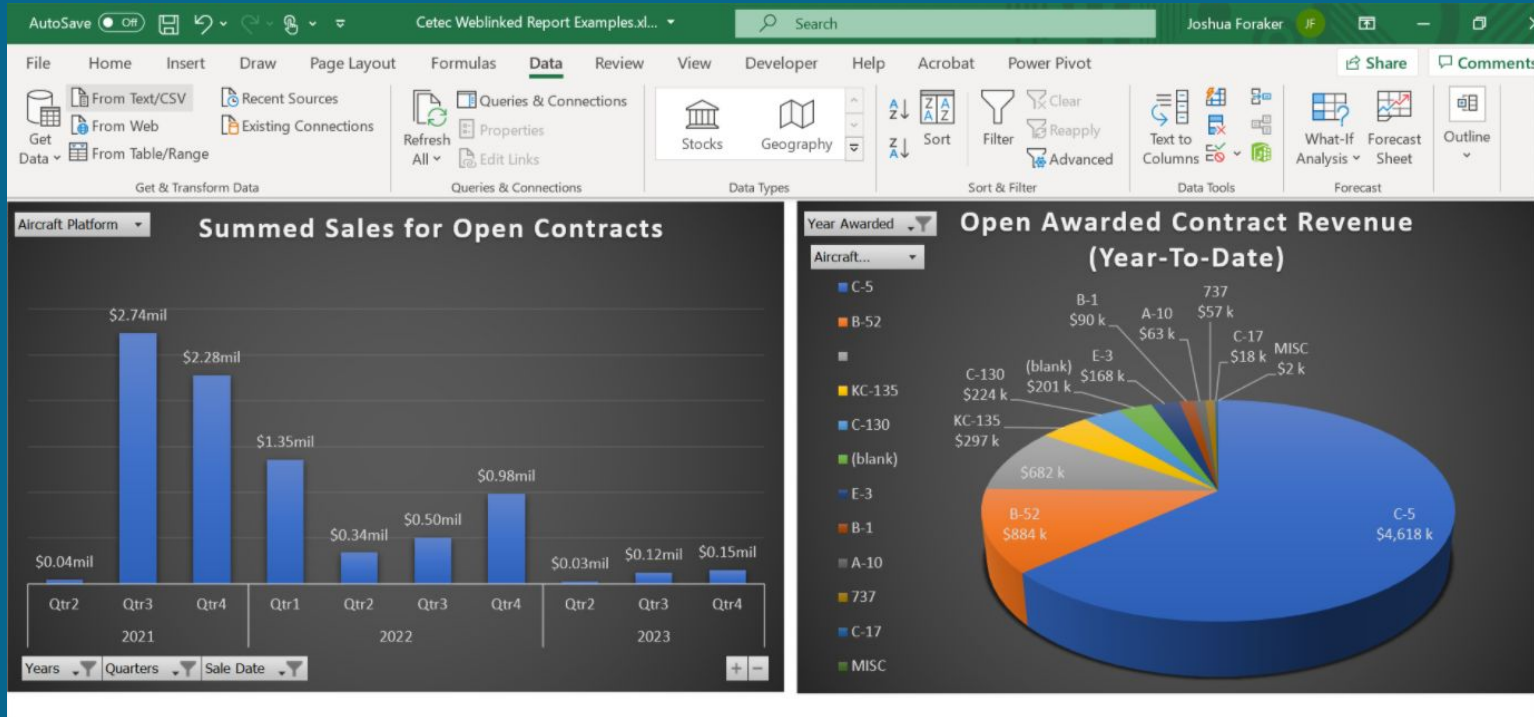 AutoSave Off Cetec Weblinked Report Examples.xl... Search Joshua Foraker JF
File Home Insert Draw Page Layout Formulas Data Review View Developer Help Acrobat Power Pivot Share Comments
Get Data
From Text/CSV
From Web
From Table/Range
Recent Sources
Existing Connections
Get & Transform Data
Refresh All
Queries & Connections
Properties
Edit Links
Queries & Connections
Stocks
Geography
Data Types
Sort
Filter
Clear
Reapply
Advanced
Sort & Filter
Text to Columns
Data Tools
What-If Analysis
Forecast Sheet
Forecast
Outline
Aircraft Platform
Summed Sales for Open Contracts
$0.04mil
$2.74mil
$2.28mil
$1.35mil
$0.34mil
$0.50mil
$0.98mil
$0.03mil
$0.12mil
$0.15mil
Qtr2 Qtr3 Qtr4 Qtr1 Qtr2 Qtr3 Qtr4 Qtr2 Qtr3 Qtr4
2021 2022 2023
Years Quarters Sale Date
+ -
Year Awarded
Aircraft...
Open Awarded Contract Revenue
(Year-To-Date)
C-5
B-52
KC-135
C-130
(blank)
E-3
B-1
A-10
737
C-17
MISC
B-1
$90 k
A-10
$63 k
737
$57 k
C-17
$18 k
MISC
$2 k
E-3
$168 k
(blank)
$201 k
C-130
$224 k
KC-135
$297 k
$682 k
B-52
$884 k
C-5
$4,618 k